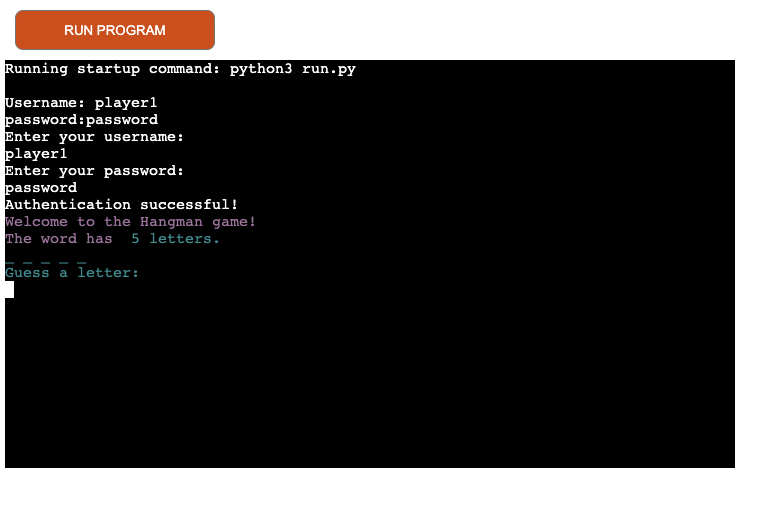 RUN PROGRAM
Running startup command: python3 run.py
Username: player1
password:password
Enter your username:
player1
Enter your password:
password
Authentication successful!
Welcome to the Hangman game!
The word has  5 letters.
_ _ _ _ _
Guess a letter: